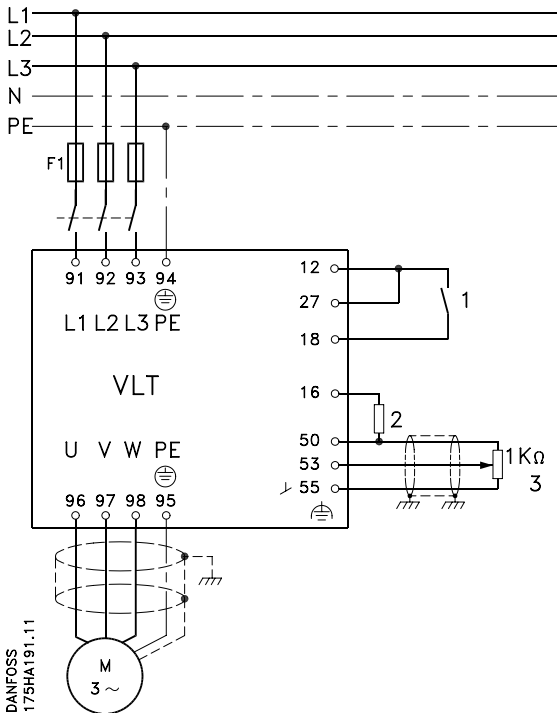 L1
L2
L3
N
PE
F1
91 92 93 94
L1 L2 L3 PE
VLT
U V W PE
96 97 98 95
12
27
18
16
50
53
55
1
2
1KΩ
3
M
3~
DANFOSS
175HA191.11